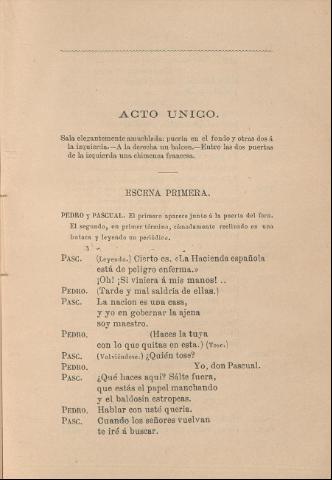 ACTO UNICO.
Sala elegantemente amueblada: puerta en el fondo y otras dos á
la izquierda.—A la derecha un balcon.—Entre las dos puertas
de la izquierda una chimenea francesa.
ESCENA PRIMERA.
PEDRO y PASCUAL. El primero aparece junto á la puerta del foro.
El segundo, en primer término, cómodamente reclinado en una
butaca y leyendo un periódico.
PASC. (Leyendo.) Cierto es. «La Hacienda española
está de peligro enferma.»
¡Oh! ¡Si viniera á mis manos! ..
PEDRO. (Tarde y mal saldría de ellas.)
PASC. La nacion es una casa,
y yo en gobernar la ajena
soy maestro.
PEDRO. (Haces la tuya
con lo que quitas en esta.) (Tose.)
PASC. (Volviéndose.) ¿Quién tose?
PEDRO. Yo, don Pascual.
PASC. ¿Qué haces aquí? Sálte fuera,
que estás el papel manchando
y el baldosin estropeas.
PEDRO. Hablar con usté queria.
PASC. Cuando los señores vuelvan
te iré á buscar.